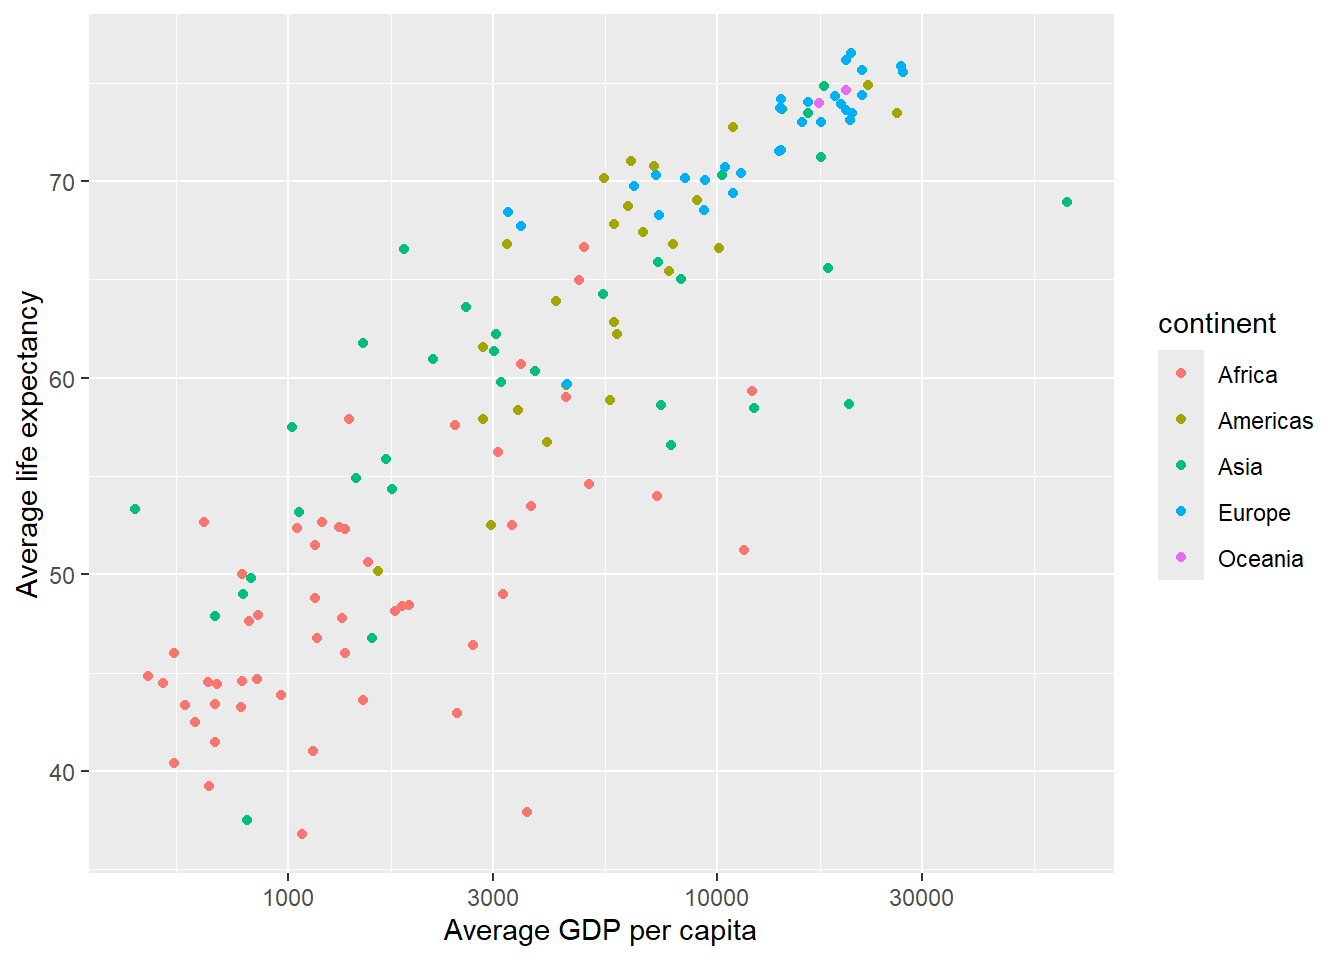 70
60
50
40
1000 3000 10000 30000
Average GDP per capita
Average life expectancy
continent
Africa
Americas
Asia
Europe
Oceania